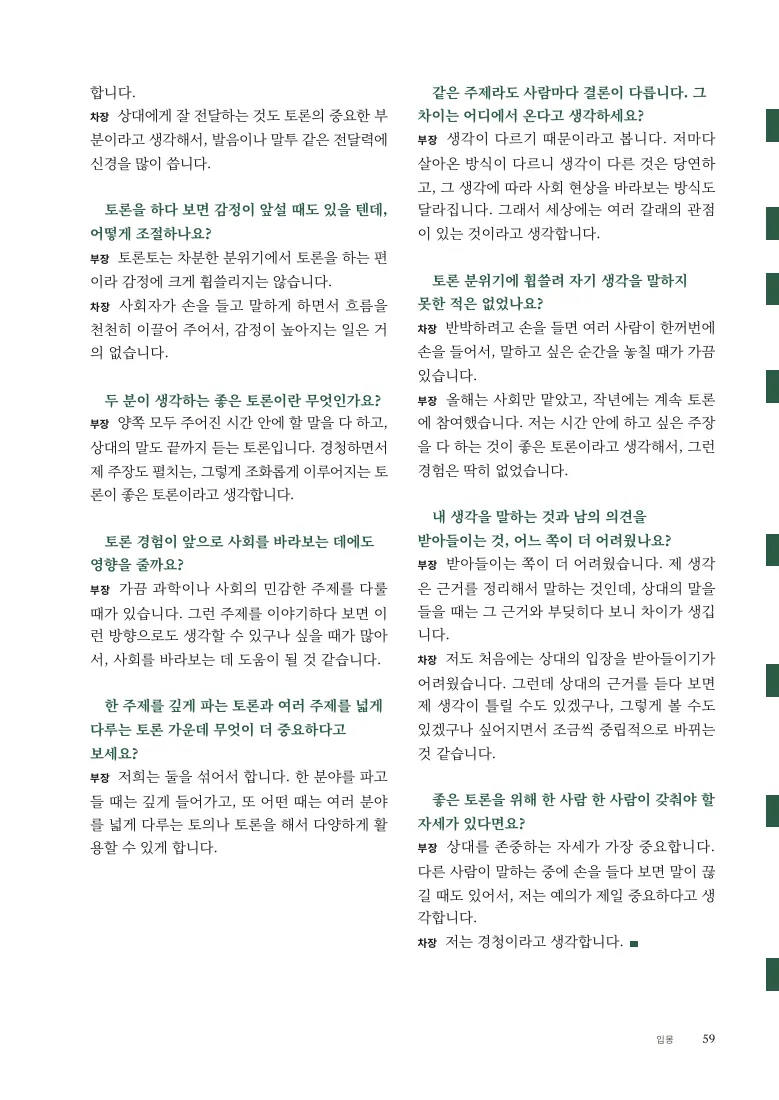 합니다.
차장 상대에게 잘 전달하는 것도 토론의 중요한 부
분이라고 생각해서, 발음이나 말투 같은 전달력에
신경을 많이 씁니다.
토론을 하다 보면 감정이 앞설 때도 있을 텐데,
어떻게 조절하나요?
부장 토론토는 차분한 분위기에서 토론을 하는 편
이라 감정에 크게 휩쓸리지는 않습니다.
차장 사회자가 손을 들고 말하게 하면서 흐름을
천천히 이끌어 주어서, 감정이 높아지는 일은 거
의 없습니다.
두 분이 생각하는 좋은 토론이란 무엇인가요?
부장 양쪽 모두 주어진 시간 안에 할 말을 다 하고,
상대의 말도 끝까지 듣는 토론입니다. 경청하면서
제 주장도 펼치는, 그렇게 조화롭게 이루어지는 토
론이 좋은 토론이라고 생각합니다.
토론 경험이 앞으로 사회를 바라보는 데에도
영향을 줄까요?
부장 가끔 과학이나 사회의 민감한 주제를 다룰
때가 있습니다. 그런 주제를 이야기하다 보면 이
런 방향으로도 생각할 수 있구나 싶을 때가 많아
서, 사회를 바라보는 데 도움이 될 것 같습니다.
한 주제를 깊게 파는 토론과 여러 주제를 넓게
다루는 토론 가운데 무엇이 더 중요하다고
보세요?
부장 저희는 둘을 섞어서 합니다. 한 분야를 파고
들 때는 깊게 들어가고, 또 어떤 때는 여러 분야
를 넓게 다루는 토의나 토론을 해서 다양하게 활
용할 수 있게 합니다.
같은 주제라도 사람마다 결론이 다릅니다. 그
차이는 어디에서 온다고 생각하세요?
부장 생각이 다르기 때문이라고 봅니다. 저마다
살아온 방식이 다르니 생각이 다른 것은 당연하
고, 그 생각에 따라 사회 현상을 바라보는 방식도
달라집니다. 그래서 세상에는 여러 갈래의 관점
이 있는 것이라고 생각합니다.
토론 분위기에 휩쓸려 자기 생각을 말하지
못한 적은 없었나요?
차장 반박하려고 손을 들면 여러 사람이 한꺼번에
손을 들어서, 말하고 싶은 순간을 놓칠 때가 가끔
있습니다.
부장 올해는 사회만 맡았고, 작년에는 계속 토론
에 참여했습니다. 저는 시간 안에 하고 싶은 주장
을 다 하는 것이 좋은 토론이라고 생각해서, 그런
경험은 딱히 없었습니다.
내 생각을 말하는 것과 남의 의견을
받아들이는 것, 어느 쪽이 더 어려웠나요?
부장 받아들이는 쪽이 더 어려웠습니다. 제 생각
은 근거를 정리해서 말하는 것인데, 상대의 말을
들을 때는 그 근거와 부딪히다 보니 차이가 생깁
니다.
차장 저도 처음에는 상대의 입장을 받아들이기가
어려웠습니다. 그런데 상대의 근거를 듣다 보면
제 생각이 틀릴 수도 있겠구나, 그렇게 볼 수도
있겠구나 싶어지면서 조금씩 중립적으로 바뀌는
것 같습니다.
좋은 토론을 위해 한 사람 한 사람이 갖춰야 할
자세가 있다면요?
부장 상대를 존중하는 자세가 가장 중요합니다.
다른 사람이 말하는 중에 손을 들다 보면 말이 끊
길 때도 있어서, 저는 예의가 제일 중요하다고 생
각합니다.
차장 저는 경청이라고 생각합니다.
입몽 59